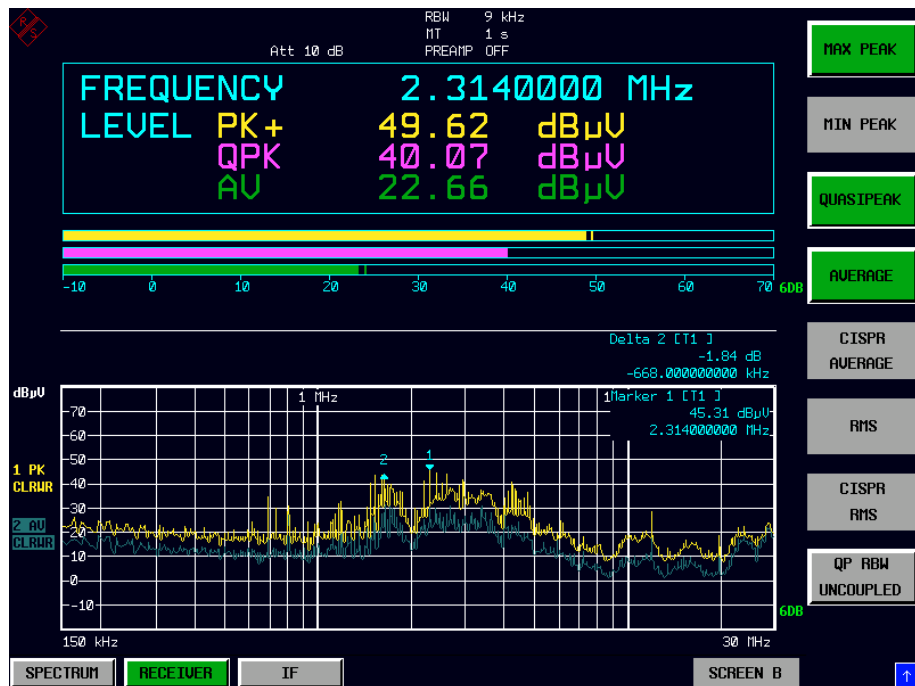 R/S
RBW 9 kHz
MT 1 s
Att 10 dB PREAMP OFF
FREQUENCY 2.3140000 MHz
LEVEL PK+ 49.62 dBµV
QPK 40.07 dBµV
AV 22.66 dBµV
-10 0 10 20 30 40 50 60 70 6DB
Delta 2 [T1 ]
-1.84 dB
-668.000000000 kHz
dBµV
1 MHz
1
Marker 1 [T1 ]
45.31 dBµV
2.314000000 MHz
70
60
50
40
30
20
10
0
-10
2
1
1 PK
CLRWR
2 AV
CLRWR
6DB
150 kHz 30 MHz
MAX PEAK
MIN PEAK
QUASIPEAK
AVERAGE
CISPR
AVERAGE
RMS
CISPR
RMS
QP RBW
UNCOUPLED
SPECTRUM RECEIVER IF SCREEN B ↑